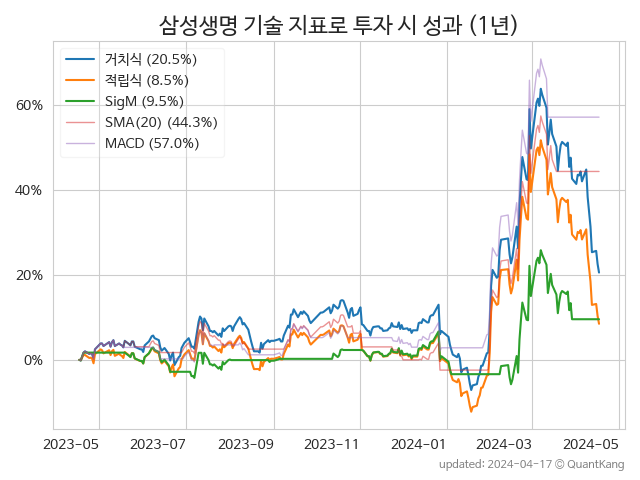 삼성생명 기술 지표로 투자 시 성과 (1년)
거치식 (20.5%)
적립식 (8.5%)
SigM (9.5%)
SMA(20) (44.3%)
MACD (57.0%)
60%
40%
20%
0%
2023-05 2023-07 2023-09 2023-11 2024-01 2024-03 2024-05
updated: 2024-04-17 © QuantKang